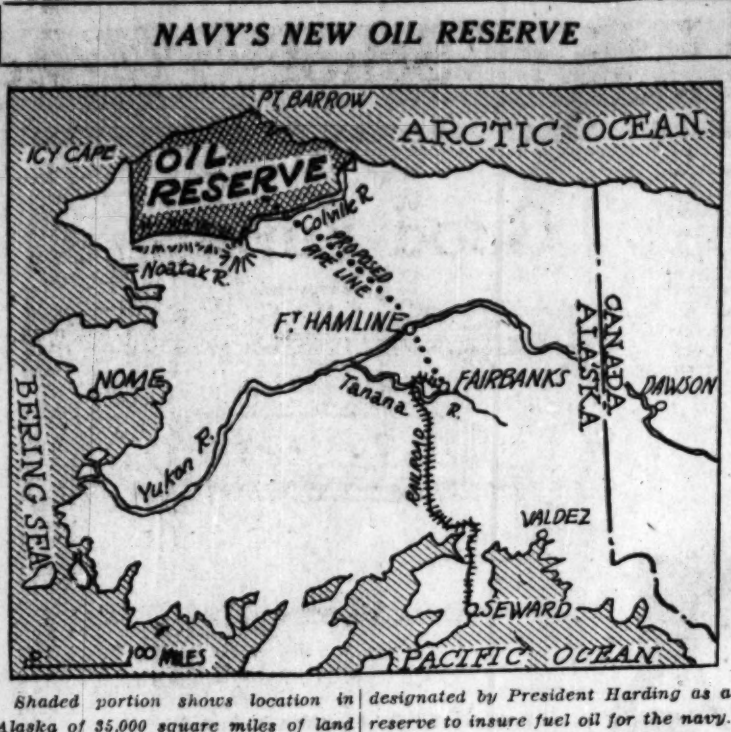 NAVY'S NEW OIL RESERVE
PT. BARROW
ARCTIC OCEAN
ICY CAPE
OIL
RESERVE
Colville R
PROPOSED
PIPE LINE
Noatak R.
FT HAMLINE
CANADA
ALASKA
NOME
FAIRBANKS
DAWSON
Tanana R.
BERING SEA
Yukon R.
RAILROAD
VALDEZ
SEWARD
100 MILES
PACIFIC OCEAN
Shaded portion shows location in
Alaska of 35,000 square miles of land
designated by President Harding as a
reserve to insure fuel oil for the navy.